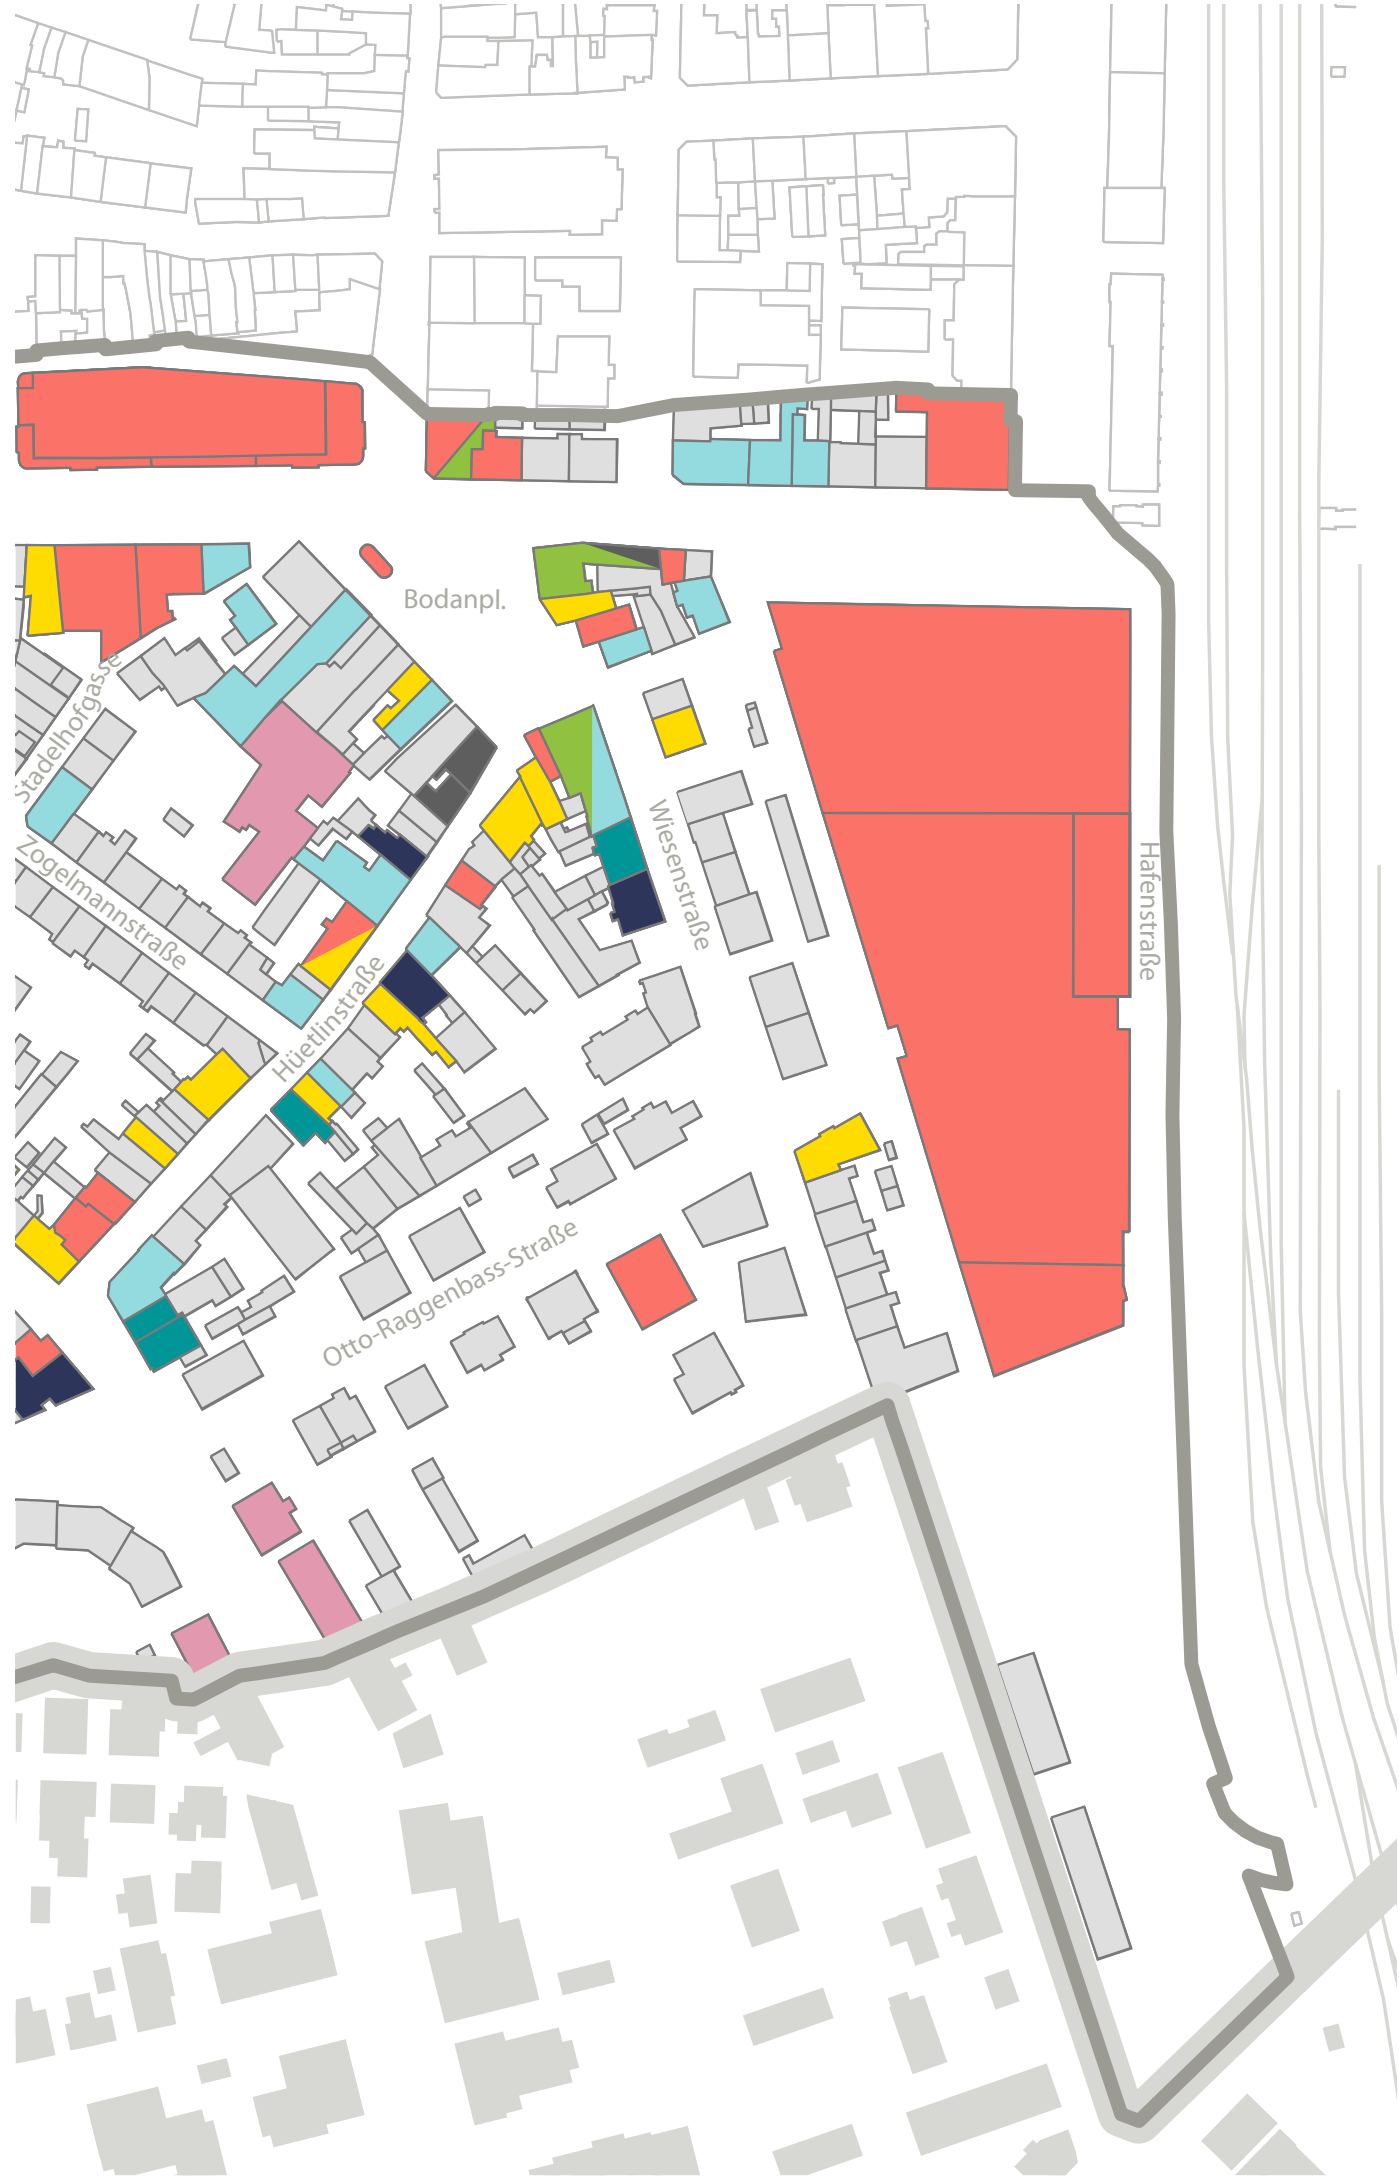 Bodanpl.
Stadelhofgasse
Zogelmannstraße
Wiesenstraße
Hafenstraße
Hüetlinstraße
Otto-Raggenbass-Straße